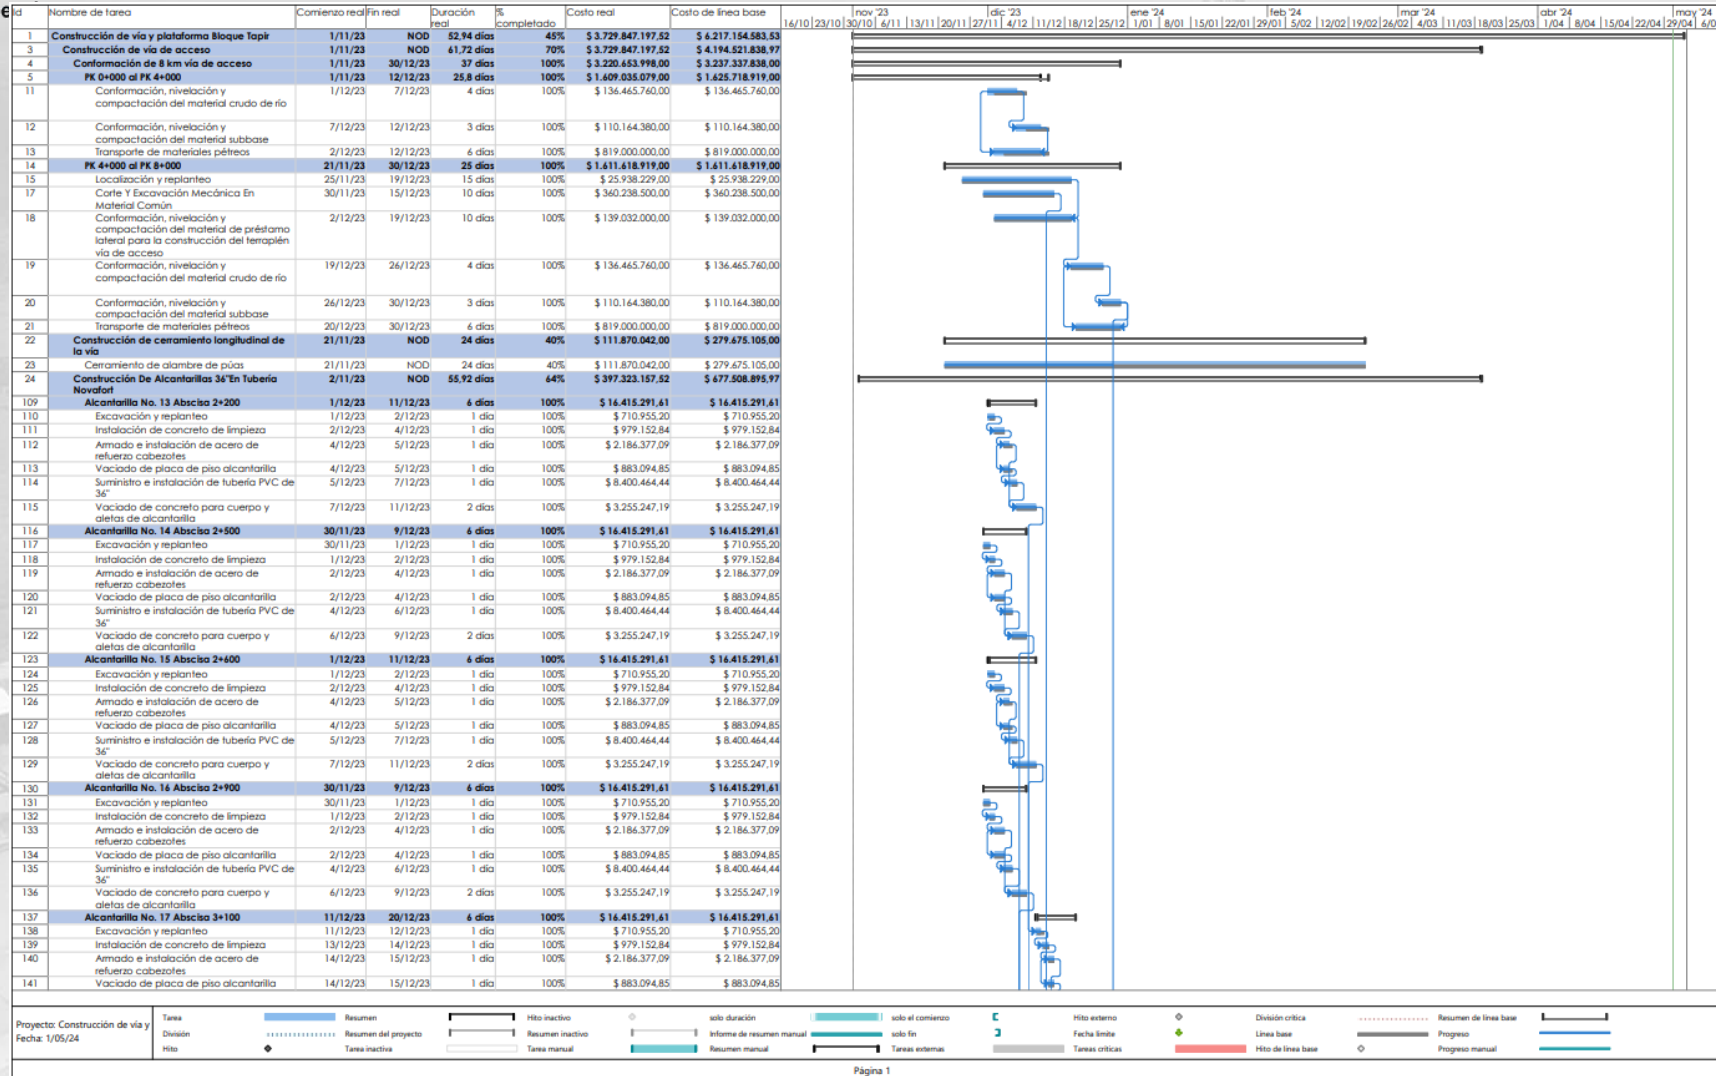 e
Id Nombre de tarea Comienzo real Fin real Duración real % completado Costo real Costo de línea base
nov '23 dic '23 ene '24 feb '24 mar '24 abr '24 may '24
16/10 23/10 30/10 6/11 13/11 20/11 27/11 4/12 11/12 18/12 25/12 1/01 8/01 15/01 22/01 29/01 5/02 12/02 19/02 26/02 4/03 11/03 18/03 25/03 1/04 8/04 15/04 22/04 29/04 6/0
1 Construcción de vía y plataforma Bloque Tapir 1/11/23 NOD 52,94 días 45% $ 3.729.847.197,52 $ 6.217.154.583,53
3 Construcción de vía de acceso 1/11/23 NOD 61,72 días 70% $ 3.729.847.197,52 $ 4.194.521.838,97
4 Conformación de 8 km vía de acceso 1/11/23 30/12/23 37 días 100% $ 3.220.653.998,00 $ 3.237.337.838,00
5 PK 0+000 al PK 4+000 1/11/23 12/12/23 25,8 días 100% $ 1.609.035.079,00 $ 1.625.718.919,00
11 Conformación, nivelación y 1/12/23 7/12/23 4 días 100% $ 136.465.760,00 $ 136.465.760,00
compactación del material crudo de río
12 Conformación, nivelación y 7/12/23 12/12/23 3 días 100% $ 110.164.380,00 $ 110.164.380,00
compactación del material subbase
13 Transporte de materiales pétreos 2/12/23 12/12/23 6 días 100% $ 819.000.000,00 $ 819.000.000,00
14 PK 4+000 al PK 8+000 21/11/23 30/12/23 25 días 100% $ 1.611.618.919,00 $ 1.611.618.919,00
15 Localización y replanteo 25/11/23 19/12/23 15 días 100% $ 25.938.229,00 $ 25.938.229,00
17 Corte Y Excavación Mecánica En 30/11/23 15/12/23 10 días 100% $ 360.238.500,00 $ 360.238.500,00
Material Común
18 Conformación, nivelación y 2/12/23 19/12/23 10 días 100% $ 139.032.000,00 $ 139.032.000,00
compactación del material de préstamo
lateral para la construcción del terraplén
vía de acceso
19 Conformación, nivelación y 19/12/23 26/12/23 4 días 100% $ 136.465.760,00 $ 136.465.760,00
compactación del material crudo de río
20 Conformación, nivelación y 26/12/23 30/12/23 3 días 100% $ 110.164.380,00 $ 110.164.380,00
compactación del material subbase
21 Transporte de materiales pétreos 20/12/23 30/12/23 6 días 100% $ 819.000.000,00 $ 819.000.000,00
22 Construcción de cerramiento longitudinal de 21/11/23 NOD 24 días 40% $ 111.870.042,00 $ 279.675.105,00
la vía
23 Cerramiento de alambre de púas 21/11/23 NOD 24 días 40% $ 111.870.042,00 $ 279.675.105,00
24 Construcción De Alcantarillas 36"En Tubería 2/11/23 NOD 55,92 días 64% $ 397.323.157,52 $ 677.508.895,97
Novafort
109 Alcantarilla No. 13 Abscisa 2+200 1/12/23 11/12/23 6 días 100% $ 16.415.291,61 $ 16.415.291,61
110 Excavación y replanteo 1/12/23 2/12/23 1 día 100% $ 710.955,20 $ 710.955,20
111 Instalación de concreto de limpieza 2/12/23 4/12/23 1 día 100% $ 979.152,84 $ 979.152,84
112 Armado e instalación de acero de 4/12/23 5/12/23 1 día 100% $ 2.186.377,09 $ 2.186.377,09
refuerzo cabezotes
113 Vaciado de placa de piso alcantarilla 4/12/23 5/12/23 1 día 100% $ 883.094,85 $ 883.094,85
114 Suministro e instalación de tubería PVC de 5/12/23 7/12/23 1 día 100% $ 8.400.464,44 $ 8.400.464,44
36"
115 Vaciado de concreto para cuerpo y 7/12/23 11/12/23 2 días 100% $ 3.255.247,19 $ 3.255.247,19
aletas de alcantarilla
116 Alcantarilla No. 14 Abscisa 2+500 30/11/23 9/12/23 6 días 100% $ 16.415.291,61 $ 16.415.291,61
117 Excavación y replanteo 30/11/23 1/12/23 1 día 100% $ 710.955,20 $ 710.955,20
118 Instalación de concreto de limpieza 1/12/23 2/12/23 1 día 100% $ 979.152,84 $ 979.152,84
119 Armado e instalación de acero de 2/12/23 4/12/23 1 día 100% $ 2.186.377,09 $ 2.186.377,09
refuerzo cabezotes
120 Vaciado de placa de piso alcantarilla 2/12/23 4/12/23 1 día 100% $ 883.094,85 $ 883.094,85
121 Suministro e instalación de tubería PVC de 4/12/23 6/12/23 1 día 100% $ 8.400.464,44 $ 8.400.464,44
36"
122 Vaciado de concreto para cuerpo y 6/12/23 9/12/23 2 días 100% $ 3.255.247,19 $ 3.255.247,19
aletas de alcantarilla
123 Alcantarilla No. 15 Abscisa 2+600 1/12/23 11/12/23 6 días 100% $ 16.415.291,61 $ 16.415.291,61
124 Excavación y replanteo 1/12/23 2/12/23 1 día 100% $ 710.955,20 $ 710.955,20
125 Instalación de concreto de limpieza 2/12/23 4/12/23 1 día 100% $ 979.152,84 $ 979.152,84
126 Armado e instalación de acero de 4/12/23 5/12/23 1 día 100% $ 2.186.377,09 $ 2.186.377,09
refuerzo cabezotes
127 Vaciado de placa de piso alcantarilla 4/12/23 5/12/23 1 día 100% $ 883.094,85 $ 883.094,85
128 Suministro e instalación de tubería PVC de 5/12/23 7/12/23 1 día 100% $ 8.400.464,44 $ 8.400.464,44
36"
129 Vaciado de concreto para cuerpo y 7/12/23 11/12/23 2 días 100% $ 3.255.247,19 $ 3.255.247,19
aletas de alcantarilla
130 Alcantarilla No. 16 Abscisa 2+900 30/11/23 9/12/23 6 días 100% $ 16.415.291,61 $ 16.415.291,61
131 Excavación y replanteo 30/11/23 1/12/23 1 día 100% $ 710.955,20 $ 710.955,20
132 Instalación de concreto de limpieza 1/12/23 2/12/23 1 día 100% $ 979.152,84 $ 979.152,84
133 Armado e instalación de acero de 2/12/23 4/12/23 1 día 100% $ 2.186.377,09 $ 2.186.377,09
refuerzo cabezotes
134 Vaciado de placa de piso alcantarilla 2/12/23 4/12/23 1 día 100% $ 883.094,85 $ 883.094,85
135 Suministro e instalación de tubería PVC de 4/12/23 6/12/23 1 día 100% $ 8.400.464,44 $ 8.400.464,44
36"
136 Vaciado de concreto para cuerpo y 6/12/23 9/12/23 2 días 100% $ 3.255.247,19 $ 3.255.247,19
aletas de alcantarilla
137 Alcantarilla No. 17 Abscisa 3+100 11/12/23 20/12/23 6 días 100% $ 16.415.291,61 $ 16.415.291,61
138 Excavación y replanteo 11/12/23 12/12/23 1 día 100% $ 710.955,20 $ 710.955,20
139 Instalación de concreto de limpieza 13/12/23 14/12/23 1 día 100% $ 979.152,84 $ 979.152,84
140 Armado e instalación de acero de 14/12/23 15/12/23 1 día 100% $ 2.186.377,09 $ 2.186.377,09
refuerzo cabezotes
141 Vaciado de placa de piso alcantarilla 14/12/23 15/12/23 1 día 100% $ 883.094,85 $ 883.094,85
Proyecto: Construcción de vía y
Fecha: 1/05/24
Tarea Resumen Hito inactivo solo duración solo el comienzo Hito externo División crítica Resumen de línea base
División Resumen del proyecto Resumen inactivo Informe de resumen manual solo fin Fecha límite Línea base Progreso
Hito Tarea inactiva Tarea manual Resumen manual Tareas externas Tareas críticas Hito de línea base Progreso manual
Página 1